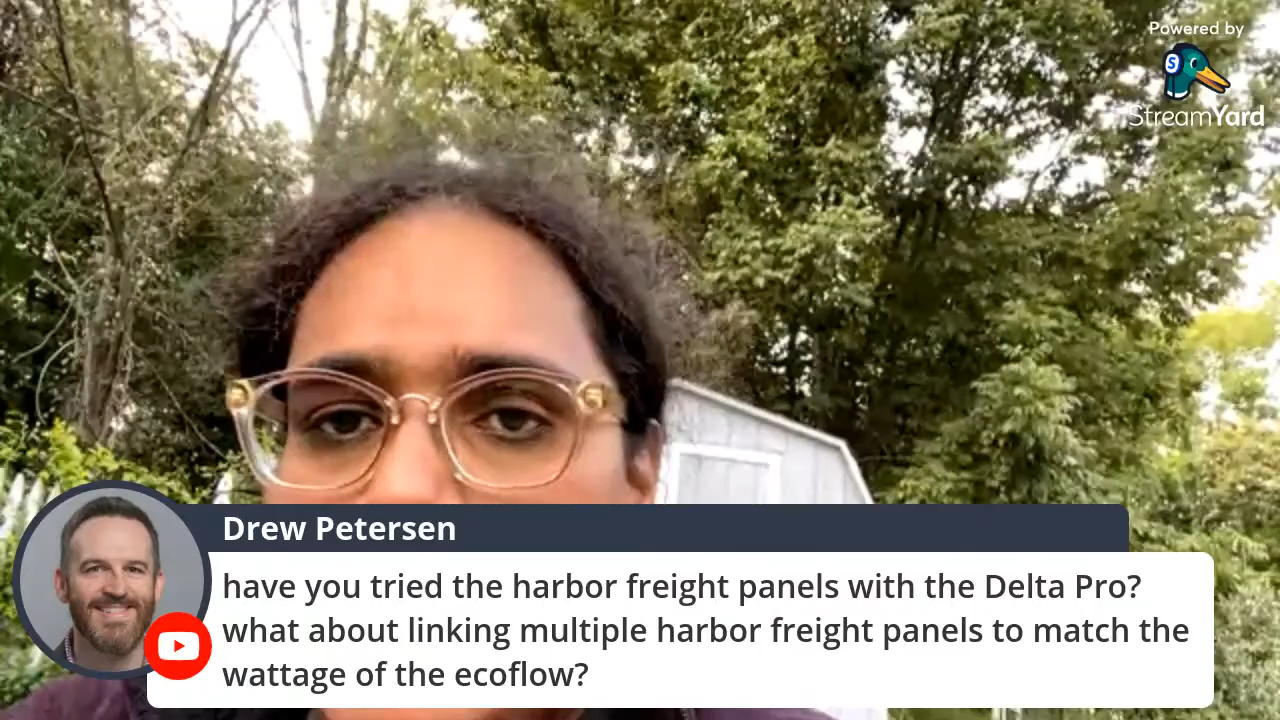 Powered by
StreamYard
Drew Petersen
have you tried the harbor freight panels with the Delta Pro?
what about linking multiple harbor freight panels to match the
wattage of the ecoflow?